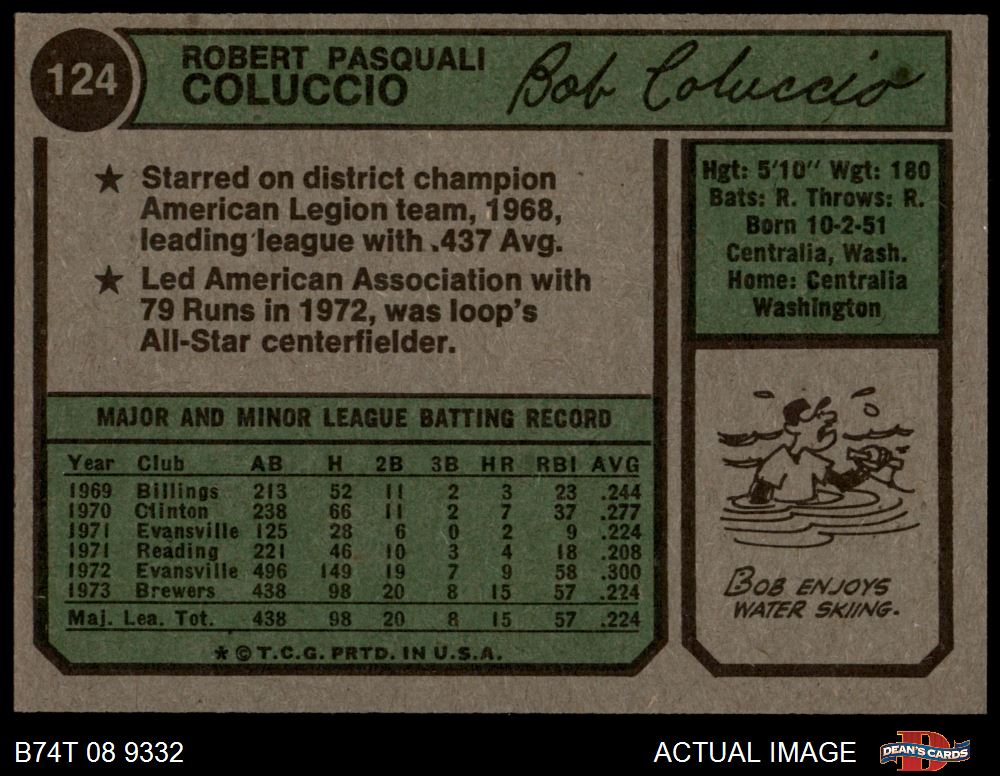 124
ROBERT PASQUALI
COLUCCIO
Bob Coluccio
★ Starred on district champion
American Legion team, 1968,
leading league with .437 Avg.
★ Led American Association with
79 Runs in 1972, was loop's
All-Star centerfielder.
Hgt: 5'10" Wgt: 180
Bats: R. Throws: R.
Born 10-2-51
Centralia, Wash.
Home: Centralia
Washington
MAJOR AND MINOR LEAGUE BATTING RECORD
Year Club AB H 2B 3B HR RBI AVG
1969 Billings 213 52 11 2 3 23 .244
1970 Clinton 238 66 11 2 7 37 .277
1971 Evansville 125 28 6 0 2 9 .224
1971 Reading 221 46 10 3 4 18 .208
1972 Evansville 496 149 19 7 9 58 .300
1973 Brewers 438 98 20 8 15 57 .224
Maj. Lea. Tot. 438 98 20 8 15 57 .224
* © T.C.G. PRTD. IN U.S.A.
BOB ENJOYS
WATER SKIING.
B74T 08 9332
ACTUAL IMAGE
DEAN'S CARDS